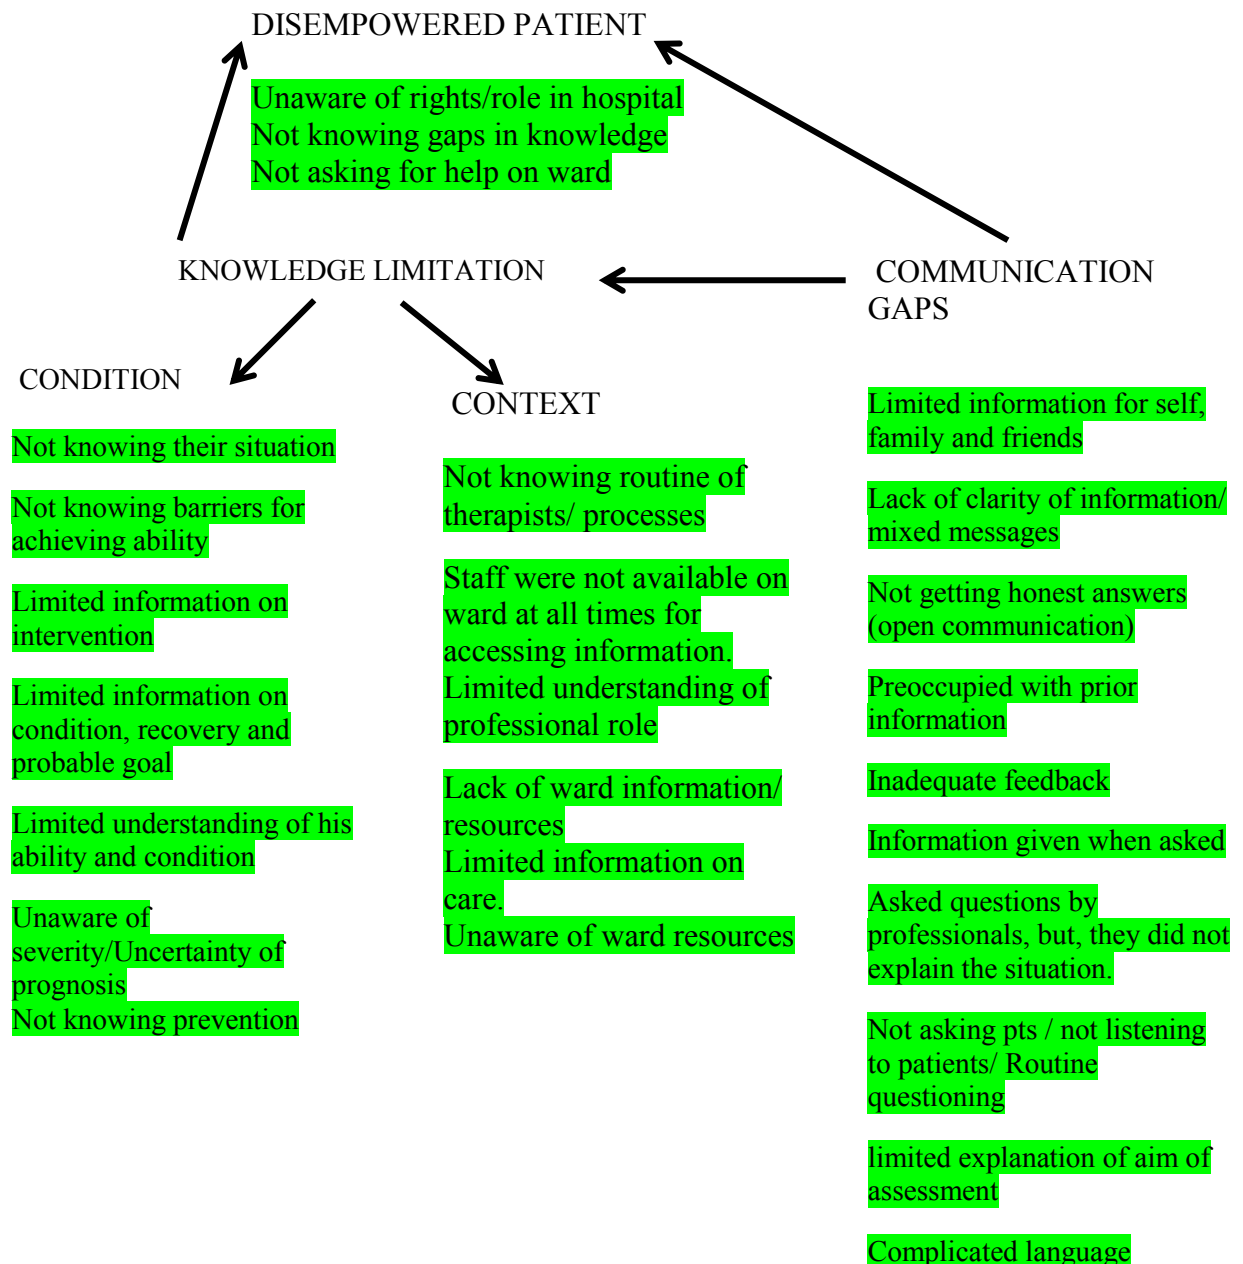 DISEMPOWERED PATIENT
Unaware of rights/role in hospital
Not knowing gaps in knowledge
Not asking for help on ward
KNOWLEDGE LIMITATION
COMMUNICATION
GAPS
CONDITION
Not knowing their situation
Not knowing barriers for
achieving ability
Limited information on
intervention
Limited information on
condition, recovery and
probable goal
Limited understanding of his
ability and condition
Unaware of
severity/Uncertainty of
prognosis
Not knowing prevention
CONTEXT
Not knowing routine of
therapists/ processes
Staff were not available on
ward at all times for
accessing information.
Limited understanding of
professional role
Lack of ward information/
resources
Limited information on
care.
Unaware of ward resources
Limited information for self,
family and friends
Lack of clarity of information/
mixed messages
Not getting honest answers
(open communication)
Preoccupied with prior
information
Inadequate feedback
Information given when asked
Asked questions by
professionals, but, they did not
explain the situation.
Not asking pts / not listening
to patients/ Routine
questioning
limited explanation of aim of
assessment
Complicated language